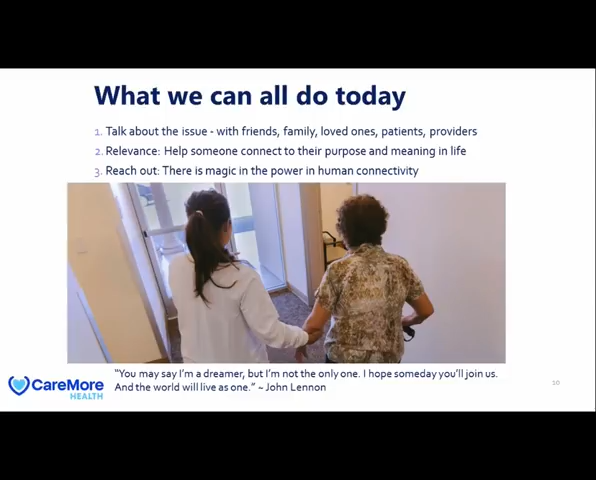 What we can all do today
1. Talk about the issue - with friends, family, loved ones, patients, providers
2. Relevance: Help someone connect to their purpose and meaning in life
3. Reach out: There is magic in the power in human connectivity
"You may say I'm a dreamer, but I'm not the only one. I hope someday you'll join us.
And the world will live as one." ~ John Lennon
CareMore
HEALTH
10